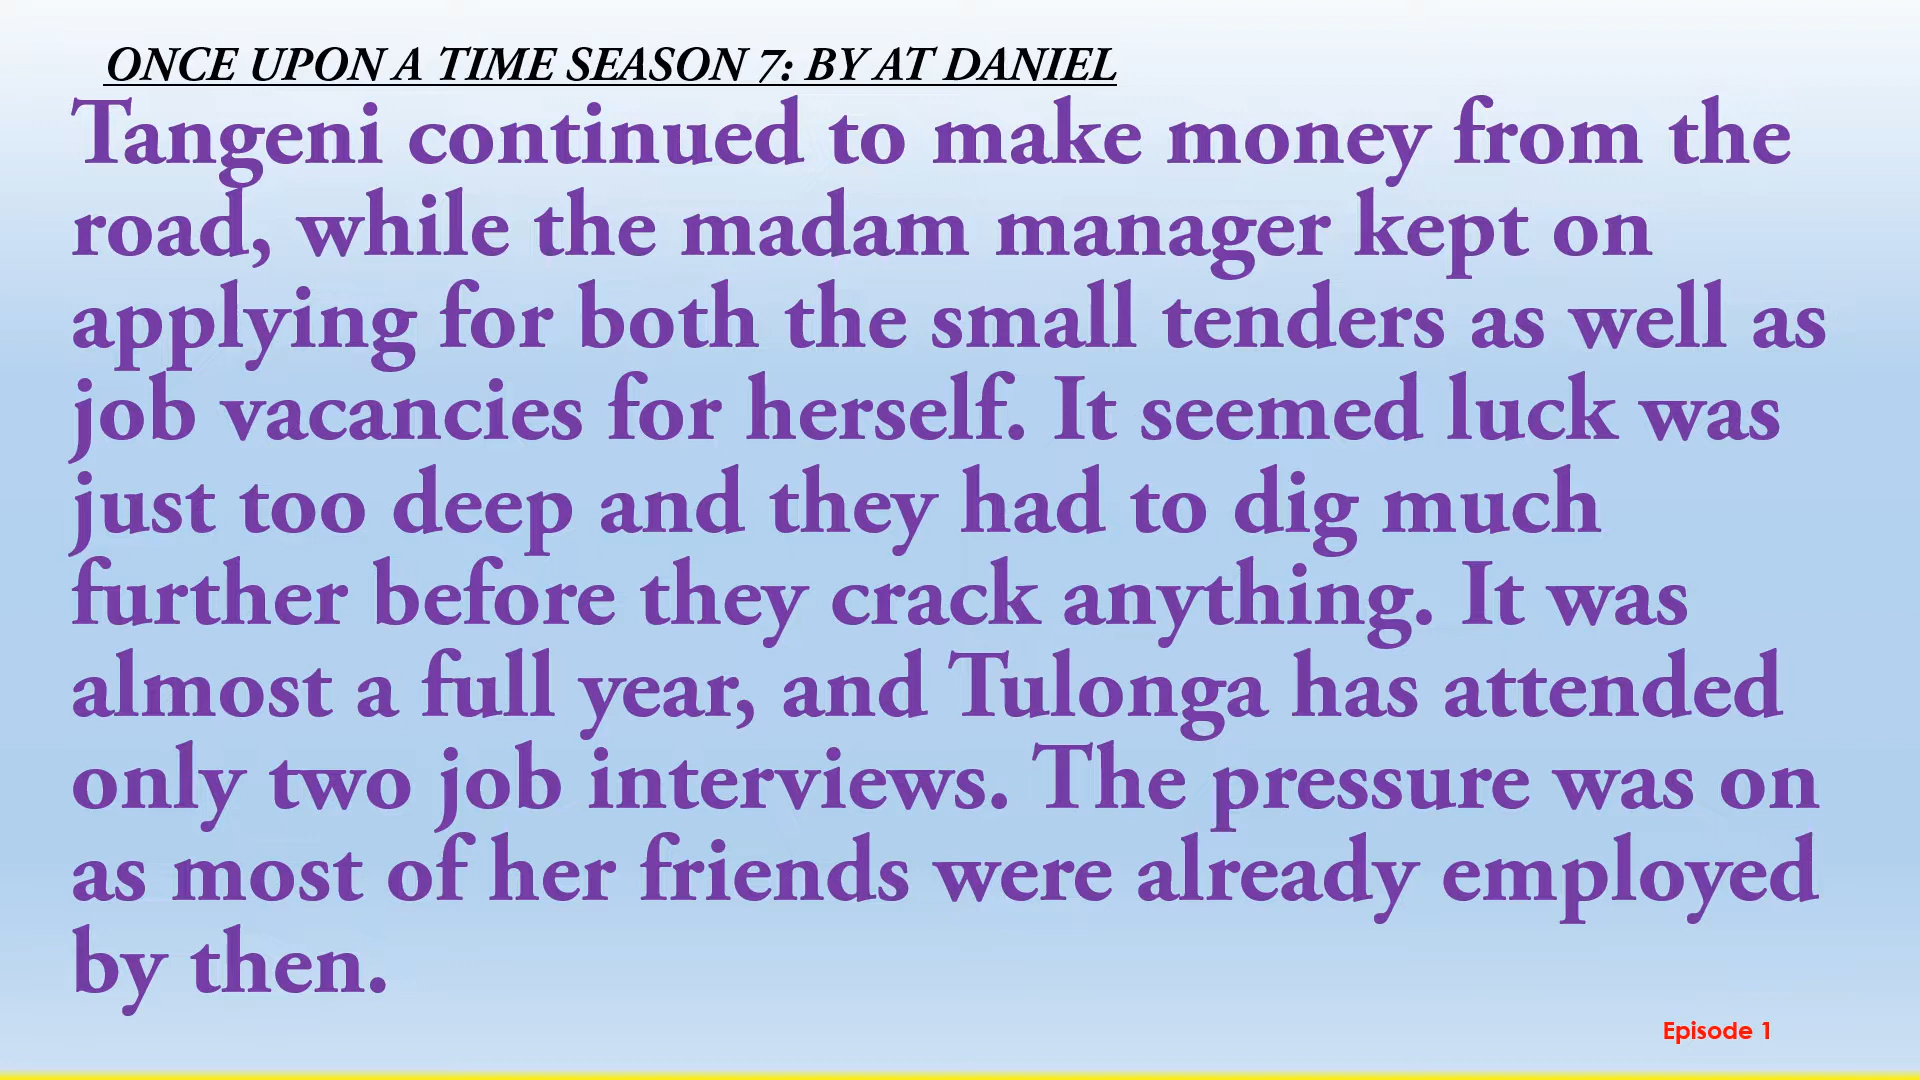 ONCE UPON A TIME SEASON 7: BY AT DANIEL
Tangeni continued to make money from the
road, while the madam manager kept on
applying for both the small tenders as well as
job vacancies for herself. It seemed luck was
just too deep and they had to dig much
further before they crack anything. It was
almost a full year, and Tulonga has attended
only two job interviews. The pressure was on
as most of her friends were already employed
by then.
Episode 1